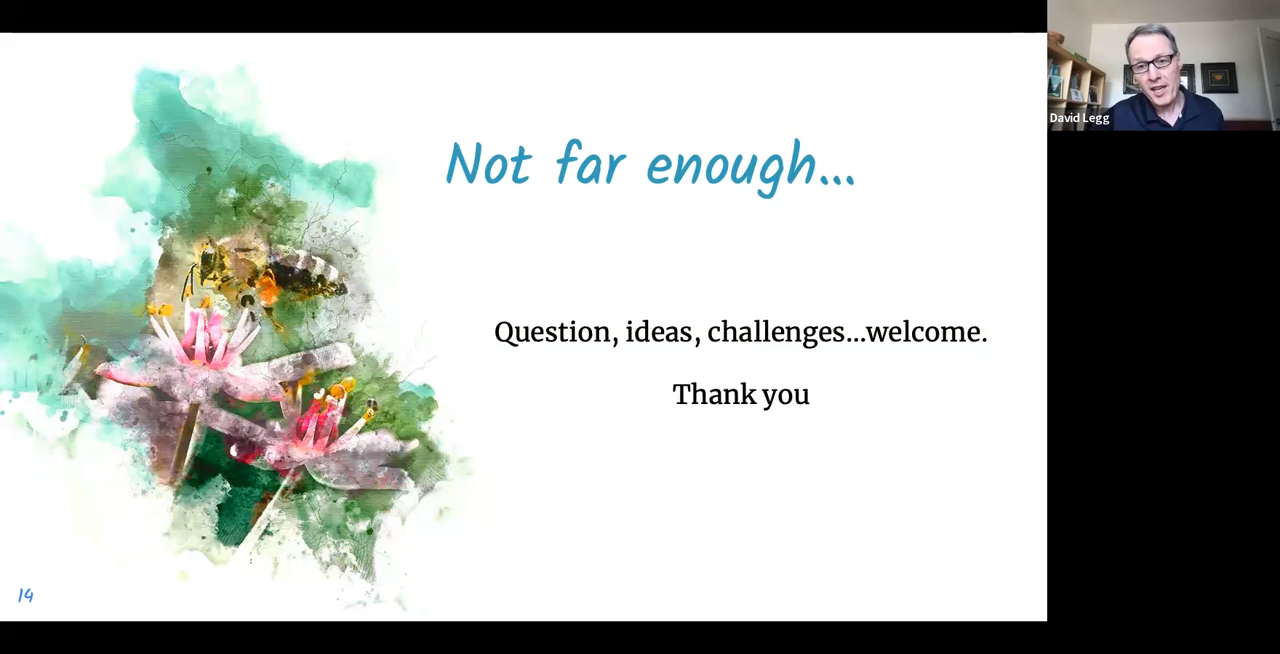 David Legg
Not far enough...
Question, ideas, challenges...welcome.
Thank you
14